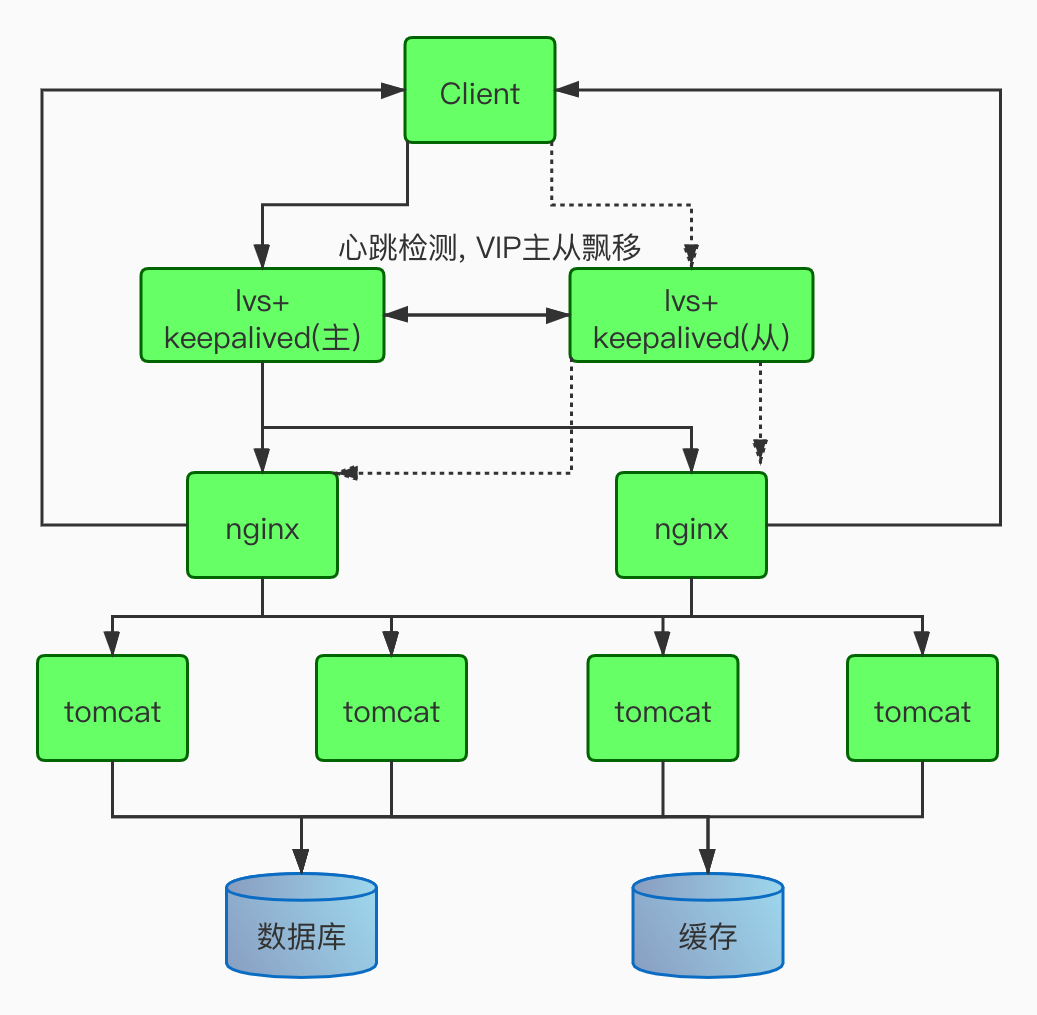 Client
心跳检测, VIP主从飘移
lvs+
keepalived(主)
lvs+
keepalived(从)
nginx
nginx
tomcat
tomcat
tomcat
tomcat
数据库
缓存